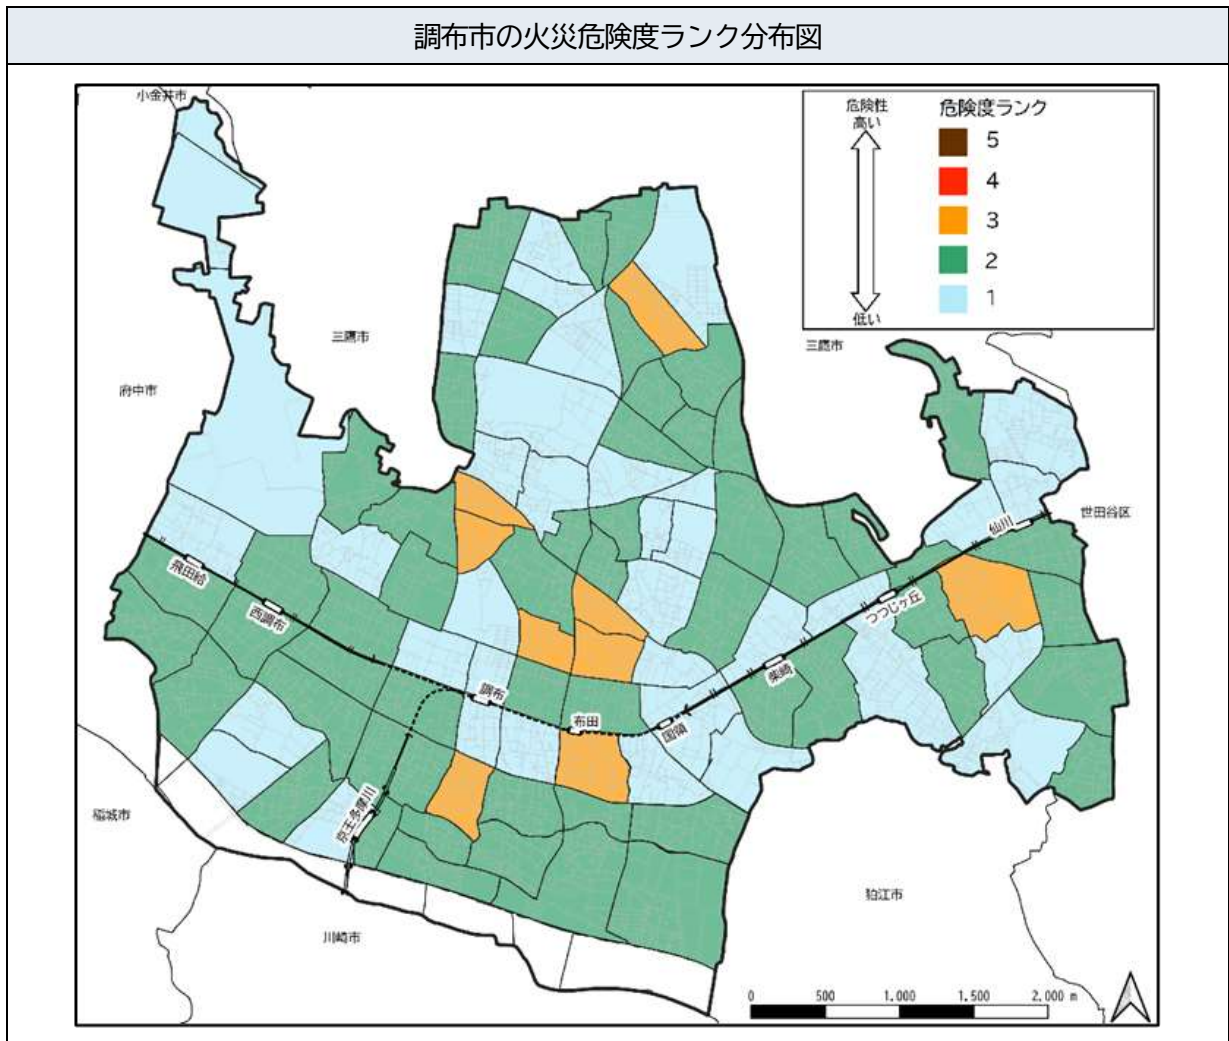 調布市の火災危険度ランク分布図
小金井市
危険性
高い
低い
危険度ランク
5
4
3
2
1
三鷹市
三鷹市
府中市
世田谷区
仙川
つつじヶ丘
柴崎
国領
布田
調布
西調布
飛田給
京王多摩川
稲城市
狛江市
川崎市
0 500 1,000 1,500 2,000 m